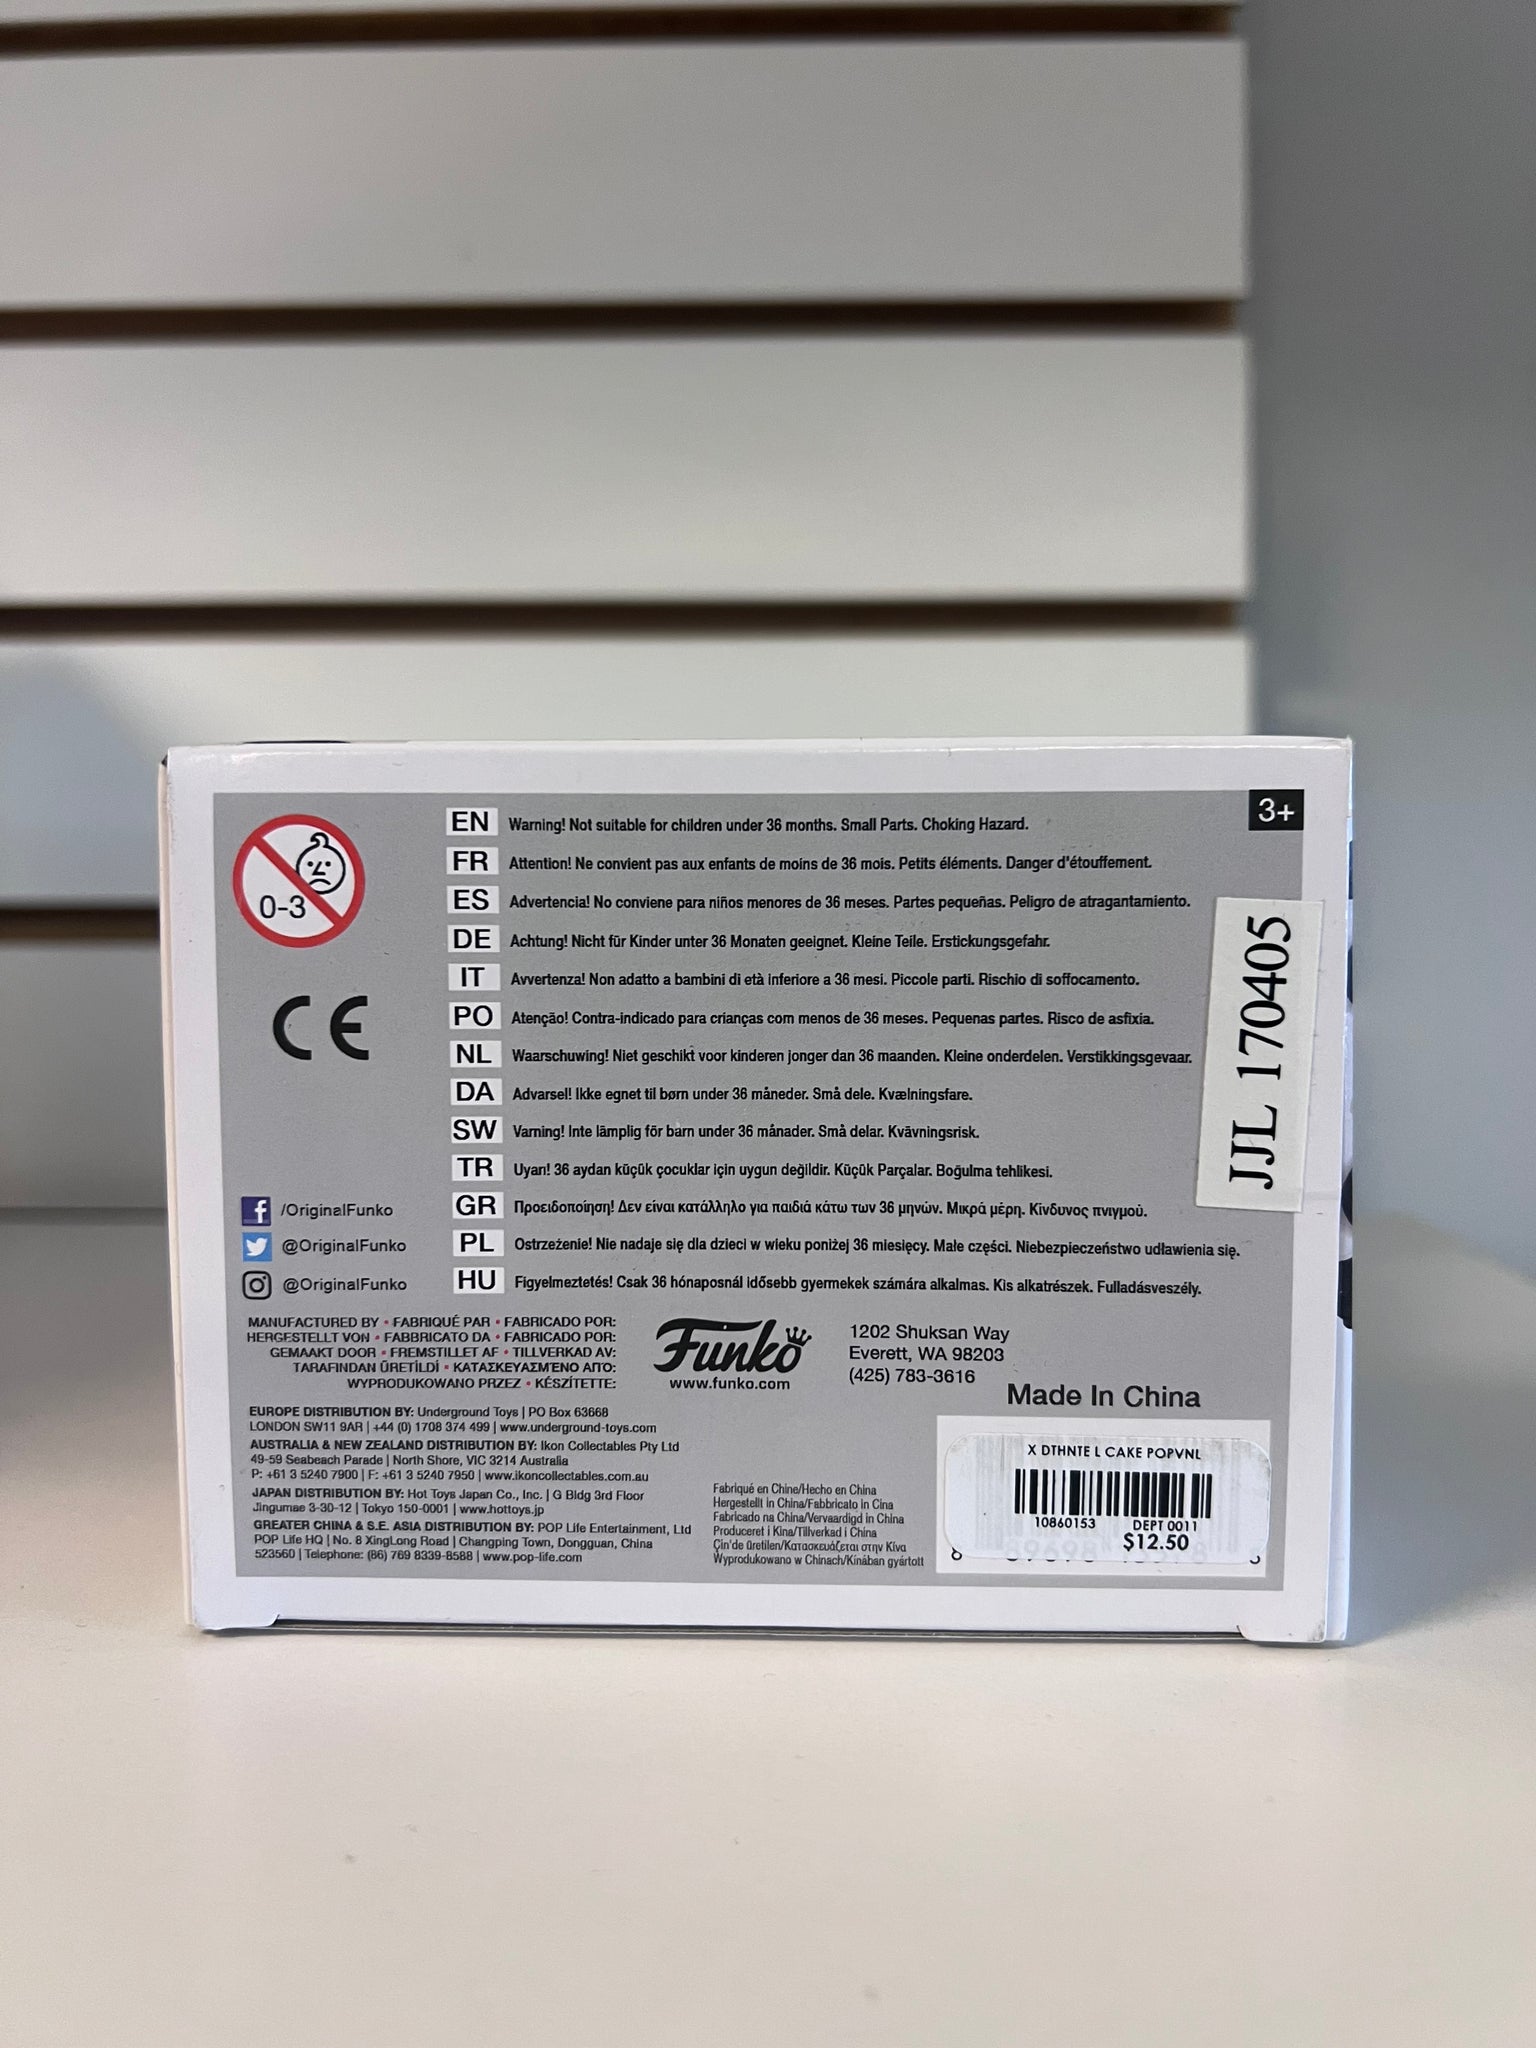 3+
0-3
EN Warning! Not suitable for children under 36 months. Small Parts. Choking Hazard.
FR Attention! Ne convient pas aux enfants de moins de 36 mois. Petits éléments. Danger d'étouffement.
ES Advertencia! No conviene para niños menores de 36 meses. Partes pequeñas. Peligro de atragantamiento.
DE Achtung! Nicht für Kinder unter 36 Monaten geeignet. Kleine Teile. Erstickungsgefahr.
IT Avvertenza! Non adatto a bambini di età inferiore a 36 mesi. Piccole parti. Rischio di soffocamento.
PO Atenção! Contra-indicado para crianças com menos de 36 meses. Pequenas partes. Risco de asfixia.
NL Waarschuwing! Niet geschikt voor kinderen jonger dan 36 maanden. Kleine onderdelen. Verstikkingsgevaar.
DA Advarsel! Ikke egnet til børn under 36 måneder. Små dele. Kvælningsfare.
SW Varning! Inte lämplig för barn under 36 månader. Små delar. Kvävningsrisk.
TR Uyarı! 36 aydan küçük çocuklar için uygun değildir. Küçük Parçalar. Boğulma tehlikesi.
GR Προειδοποίηση! Δεν είναι κατάλληλο για παιδιά κάτω των 36 μηνών. Μικρά μέρη. Κίνδυνος πνιγμού.
PL Ostrzeżenie! Nie nadaje się dla dzieci w wieku poniżej 36 miesięcy. Małe części. Niebezpieczeństwo udławienia się.
HU Figyelmeztetés! Csak 36 hónaposnál idősebb gyermekek számára alkalmas. Kis alkatrészek. Fulladásveszély.
CE
JJL 170405
/OriginalFunko
@OriginalFunko
@OriginalFunko
MANUFACTURED BY • FABRIQUÉ PAR • FABRICADO POR:
HERGESTELLT VON • FABBRICATO DA • FABRICADO POR:
GEMAAKT DOOR • FREMSTILLET AF • TILLVERKAD AV:
TARAFINDAN ÜRETİLDİ • ΚΑΤΑΣΚΕΥΑΣΜΈΝΟ ΑΠΌ:
WYPRODUKOWANO PRZEZ • KÉSZÍTETTE:
Funko
www.funko.com
1202 Shuksan Way
Everett, WA 98203
(425) 783-3616
Made In China
EUROPE DISTRIBUTION BY: Underground Toys | PO Box 63668
LONDON SW11 9AR | +44 (0) 1708 374 499 | www.underground-toys.com
AUSTRALIA & NEW ZEALAND DISTRIBUTION BY: Ikon Collectables Pty Ltd
49-59 Seabeach Parade | North Shore, VIC 3214 Australia
P: +61 3 5240 7900 | F: +61 3 5240 7950 | www.ikoncollectables.com.au
JAPAN DISTRIBUTION BY: Hot Toys Japan Co., Inc. | G Bldg 3rd Floor
Jingumae 3-30-12 | Tokyo 150-0001 | www.hottoys.jp
GREATER CHINA & S.E. ASIA DISTRIBUTION BY: POP Life Entertainment, Ltd
POP Life HQ | No. 8 XingLong Road | Changping Town, Dongguan, China
523560 | Telephone: (86) 769 8339-8588 | www.pop-life.com
Fabriqué en Chine/Hecho en China
Hergestellt in China/Fabbricato in Cina
Fabricado na China/Vervaardigd in China
Produceret i Kina/Tillverkad i China
Çin'de üretilen/Κατασκευάζεται στην Κίνα
Wyprodukowano w Chinach/Kínában gyártott
X DTHNTE L CAKE POPVNL
10860153 DEPT 0011
$12.50